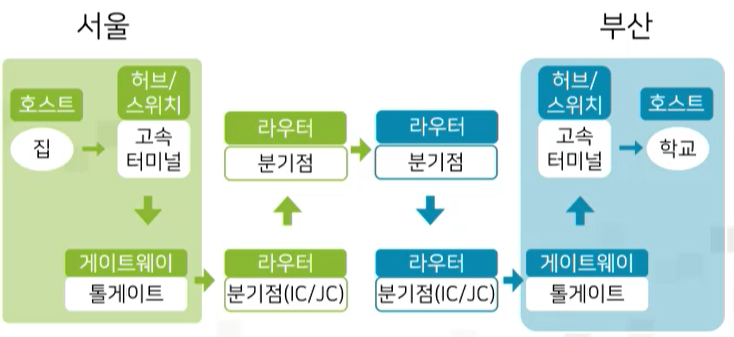 서울
부산
호스트
집
허브/
스위치
고속
터미널
게이트웨이
톨게이트
라우터
분기점
라우터
분기점(IC/JC)
라우터
분기점
라우터
분기점(IC/JC)
허브/
스위치
고속
터미널
호스트
학교
게이트웨이
톨게이트